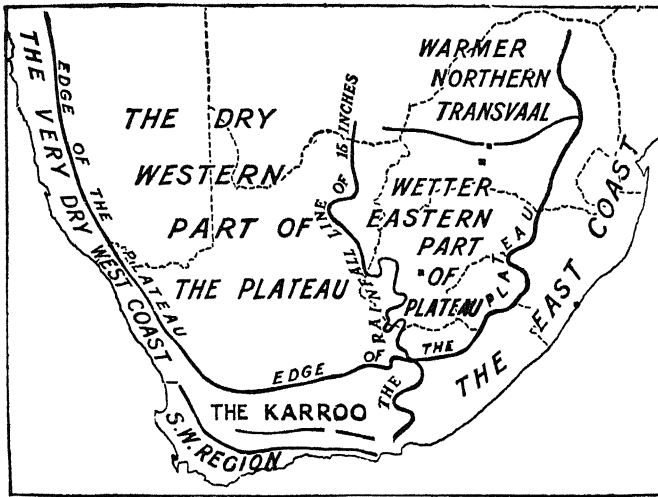 WARMER
NORTHERN
TRANSVAAL
THE DRY
WESTERN
PART OF
THE PLATEAU
WETTER
EASTERN
PART
OF
PLATEAU
THE VERY DRY WEST COAST
EDGE OF THE PLATEAU
THE LINE OF RAINFALL OF 15 INCHES
EDGE OF THE PLATEAU
THE EAST COAST
THE KARROO
S.W. REGION